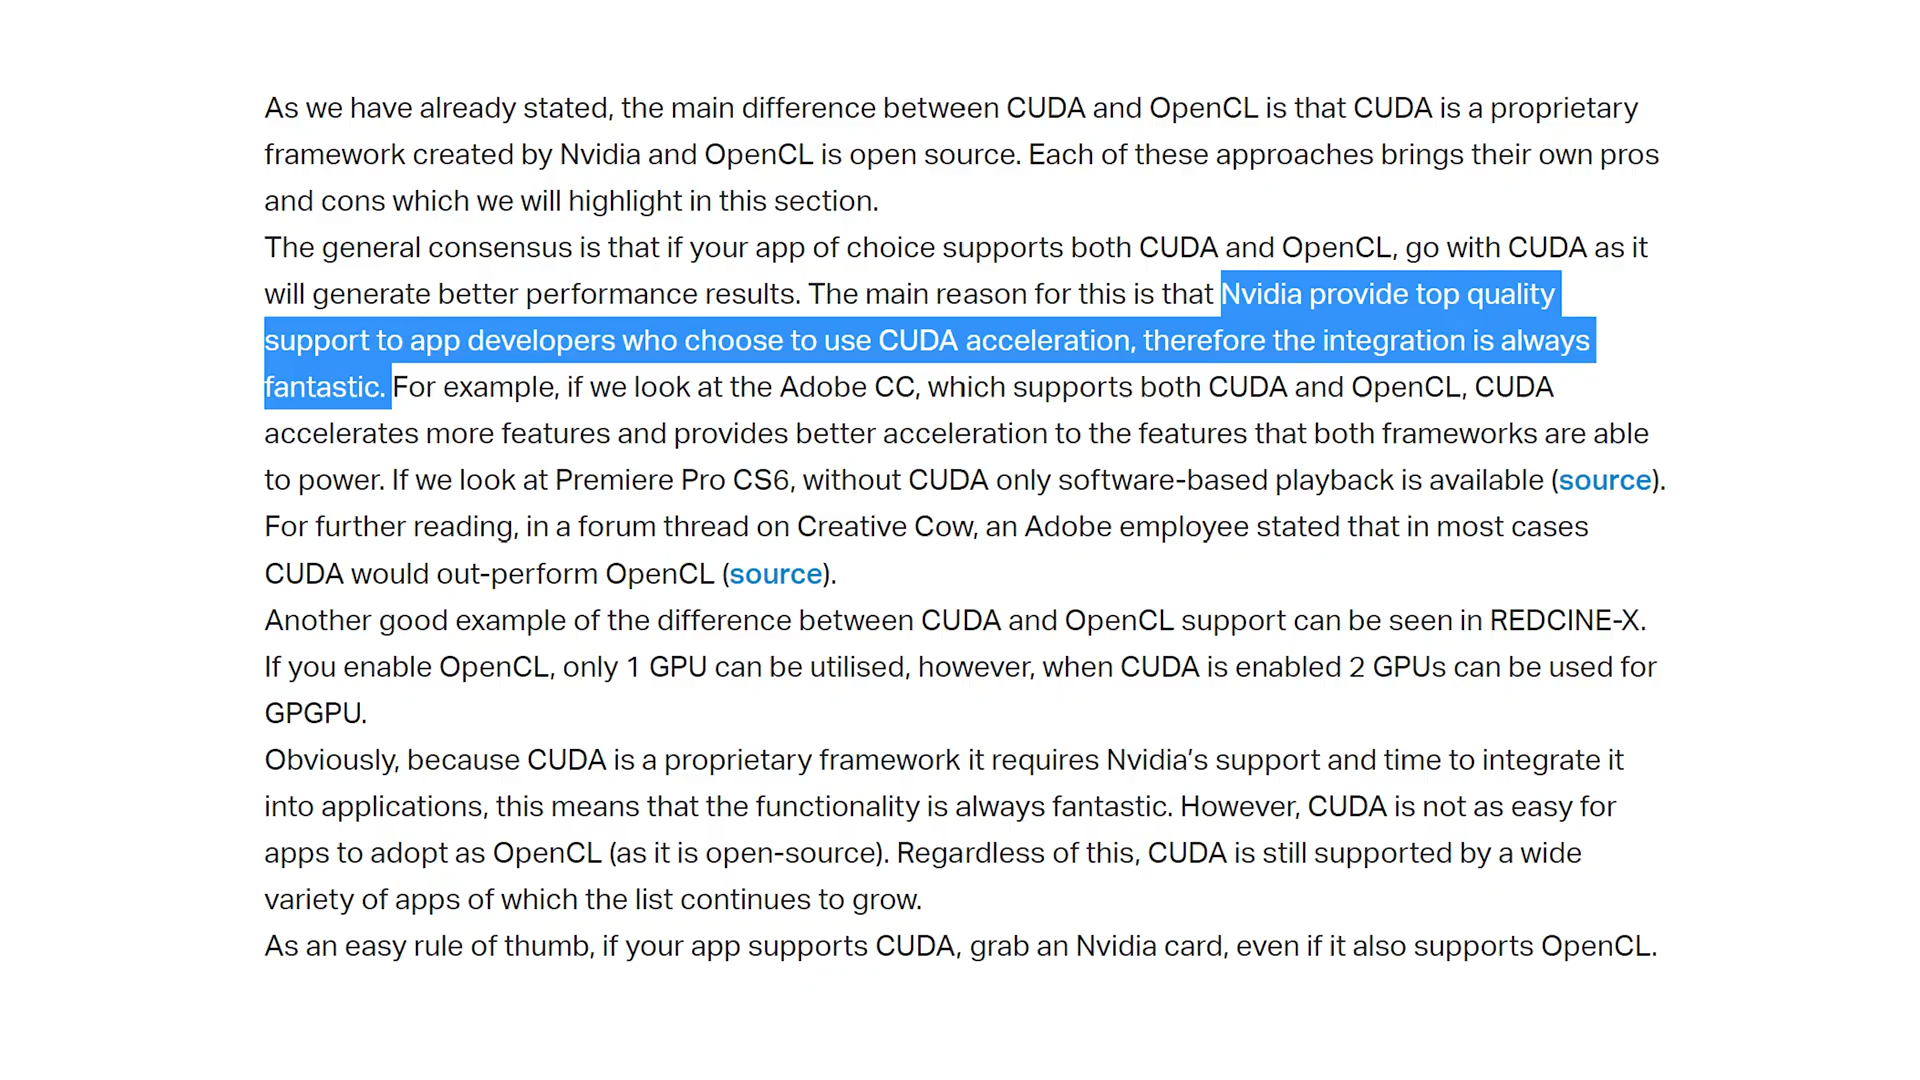 As we have already stated, the main difference between CUDA and OpenCL is that CUDA is a proprietary
framework created by Nvidia and OpenCL is open source. Each of these approaches brings their own pros
and cons which we will highlight in this section.
The general consensus is that if your app of choice supports both CUDA and OpenCL, go with CUDA as it
will generate better performance results. The main reason for this is that Nvidia provide top quality
support to app developers who choose to use CUDA acceleration, therefore the integration is always
fantastic. For example, if we look at the Adobe CC, which supports both CUDA and OpenCL, CUDA
accelerates more features and provides better acceleration to the features that both frameworks are able
to power. If we look at Premiere Pro CS6, without CUDA only software-based playback is available (source).
For further reading, in a forum thread on Creative Cow, an Adobe employee stated that in most cases
CUDA would out-perform OpenCL (source).
Another good example of the difference between CUDA and OpenCL support can be seen in REDCINE-X.
If you enable OpenCL, only 1 GPU can be utilised, however, when CUDA is enabled 2 GPUs can be used for
GPGPU.
Obviously, because CUDA is a proprietary framework it requires Nvidia’s support and time to integrate it
into applications, this means that the functionality is always fantastic. However, CUDA is not as easy for
apps to adopt as OpenCL (as it is open-source). Regardless of this, CUDA is still supported by a wide
variety of apps of which the list continues to grow.
As an easy rule of thumb, if your app supports CUDA, grab an Nvidia card, even if it also supports OpenCL.